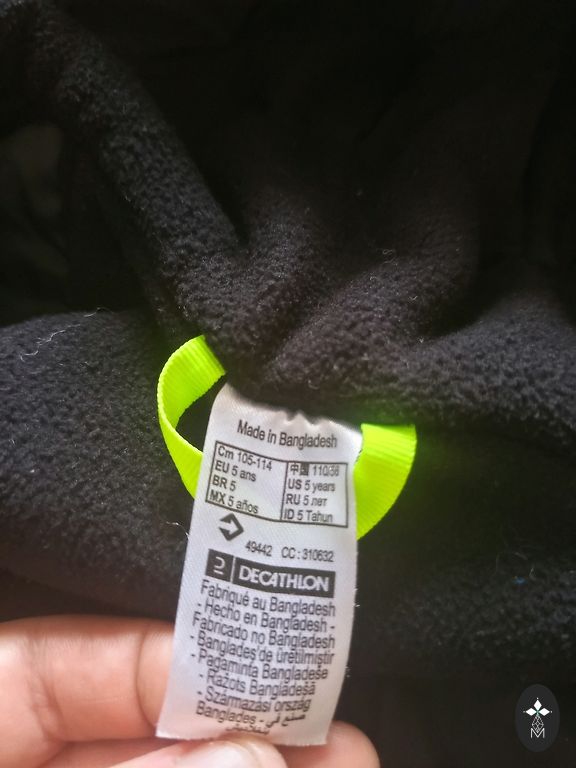 Made in Bangladesh
Cm 105-114
EU 5 ans
BR 5
MX 5 años
中国 110/38
US 5 years
RU 5 лет
ID 5 Tahun
49442 CC : 310632
DECATHLON
Fabriqué au Bangladesh
- Hecho en Bangladesh -
Fabricado no Bangladesh
- Bangladeş'de üretilmiştir
- Pagaminta Bangladeše
- Ražots Bangladešā
- Származási ország
Banglades - صنع في
بنغلاديش
M